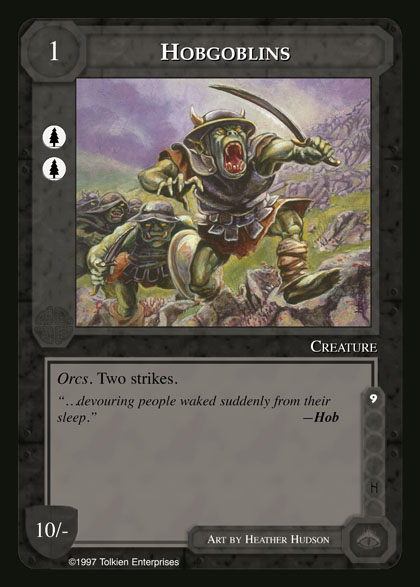 1
HOBGOBLINS
CREATURE
Orcs. Two strikes.
“…devouring people waked suddenly from their
sleep.” —Hob
9
H
10/-
ART BY HEATHER HUDSON
©1997 Tolkien Enterprises